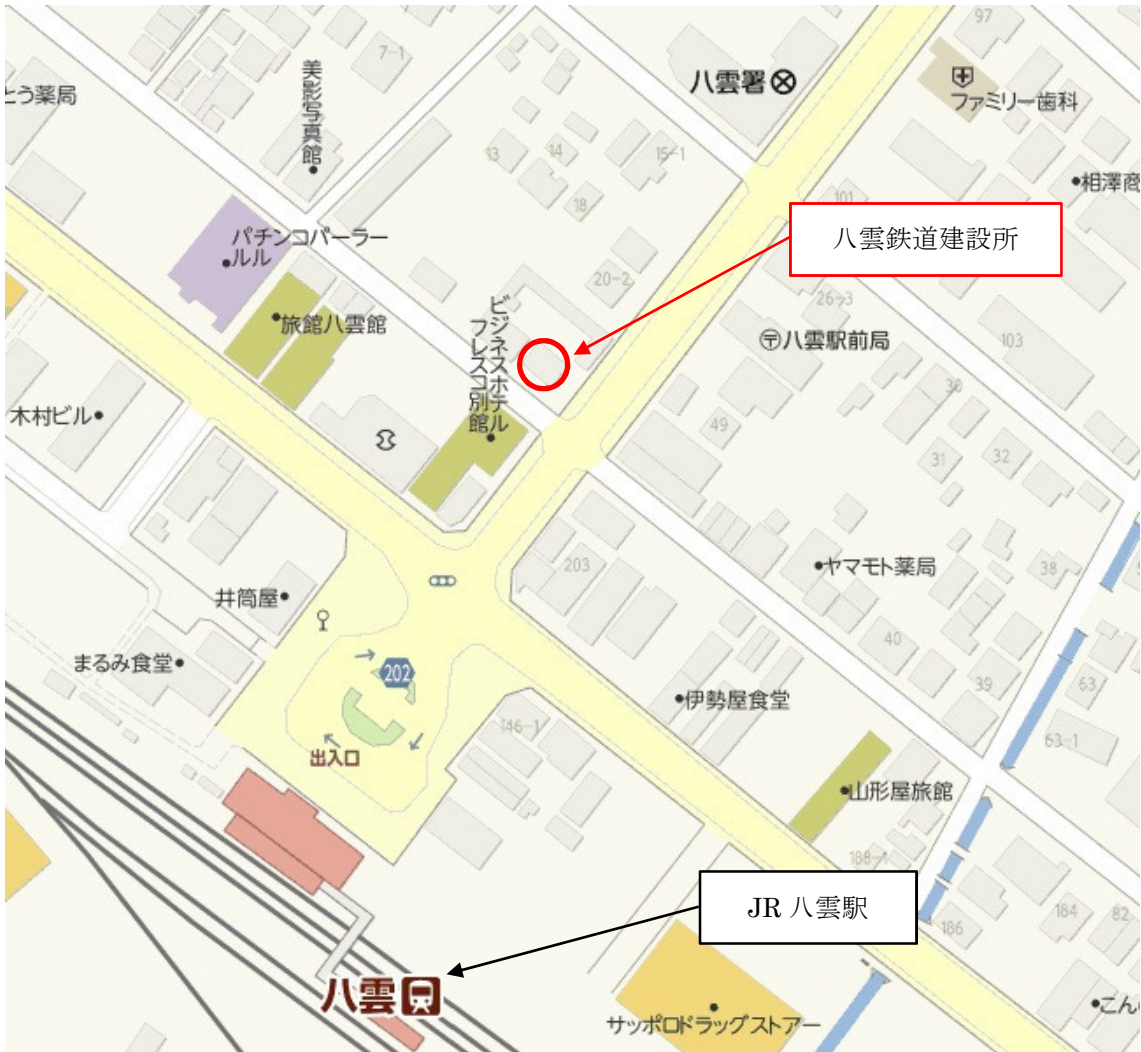 97
7-1
八雲署
ファミリー歯科
とう薬局
美影写真館
13
14
15-1
18
101
相澤商
八雲鉄道建設所
パチンコパーラー
ルル
20-2
26-3
旅館八雲館
ビジネスホテル
フレスコ別館
八雲駅前局
103
30
木村ビル
49
31
32
203
ヤマモト薬局
38
井筒屋
40
まるみ食堂
202
39
63
伊勢屋食堂
146-1
63-1
出入口
山形屋旅館
188-1
JR 八雲駅
184
82
186
八雲
サッポロドラッグストアー